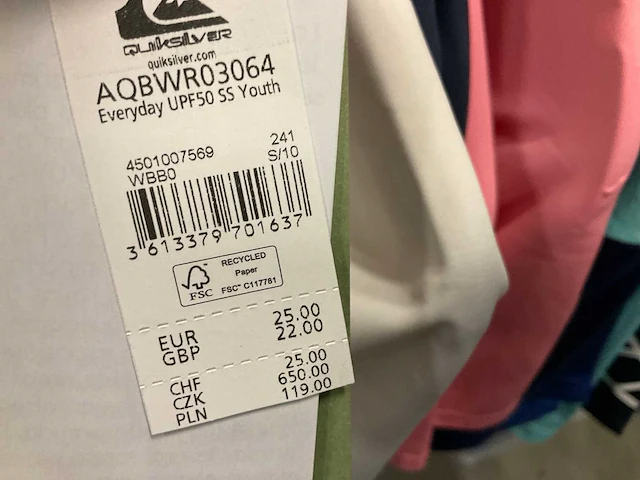 QUIKSILVER
quiksilver.com
AQBWR03064
Everyday UPF50 SS Youth
4501007569 241
WBB0 S/10
3 613379 701637
RECYCLED
Paper
FSC™ C117781
FSC
EUR 25.00
GBP 22.00
CHF 25.00
CZK 650.00
PLN 119.00